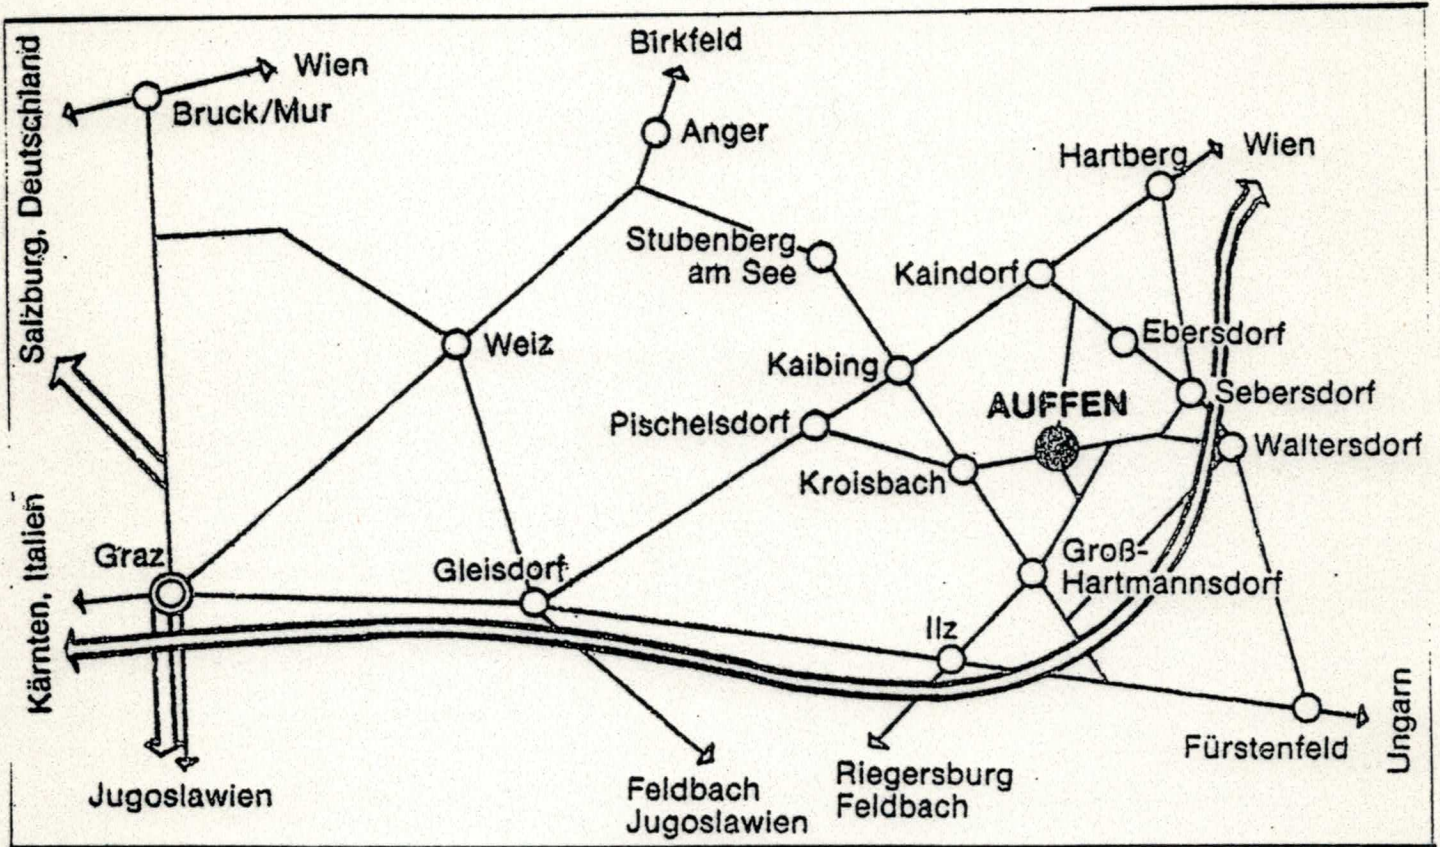 Salzburg, Deutschland
Kärnten, Italien
Wien
Bruck/Mur
Birkfeld
Anger
Hartberg
Wien
Stubenberg
am See
Kaindorf
Ebersdorf
Weiz
Kaibing
Sebersdorf
AUFFEN
Pischelsdorf
Waltersdorf
Kroisbach
Graz
Gleisdorf
Groß-
Hartmannsdorf
Ilz
Fürstenfeld
Ungarn
Jugoslawien
Feldbach
Jugoslawien
Riegersburg
Feldbach